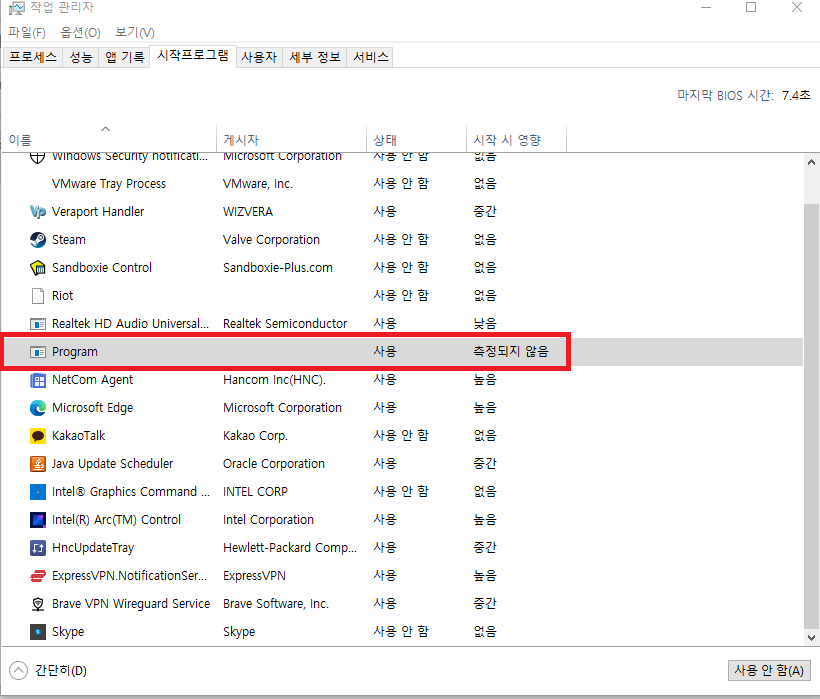 작업 관리자
파일(F) 옵션(O) 보기(V)
프로세스 성능 앱 기록 시작프로그램 사용자 세부 정보 서비스
마지막 BIOS 시간: 7.4초
이름 게시자 상태 시작 시 영향
Windows Security notificati... Microsoft Corporation 사용 안 함 없음
VMware Tray Process VMware, Inc. 사용 안 함 없음
Veraport Handler WIZVERA 사용 중간
Steam Valve Corporation 사용 안 함 없음
Sandboxie Control Sandboxie-Plus.com 사용 안 함 없음
Riot 사용 안 함 없음
Realtek HD Audio Universal... Realtek Semiconductor 사용 낮음
Program 사용 측정되지 않음
NetCom Agent Hancom Inc(HNC). 사용 높음
Microsoft Edge Microsoft Corporation 사용 높음
KakaoTalk Kakao Corp. 사용 안 함 없음
Java Update Scheduler Oracle Corporation 사용 중간
Intel® Graphics Command ... INTEL CORP 사용 안 함 없음
Intel(R) Arc(TM) Control Intel Corporation 사용 높음
HncUpdateTray Hewlett-Packard Comp... 사용 중간
ExpressVPN.NotificationSer... ExpressVPN 사용 높음
Brave VPN Wireguard Service Brave Software, Inc. 사용 중간
Skype Skype 사용 안 함 없음
간단히(D) 사용 안 함(A)